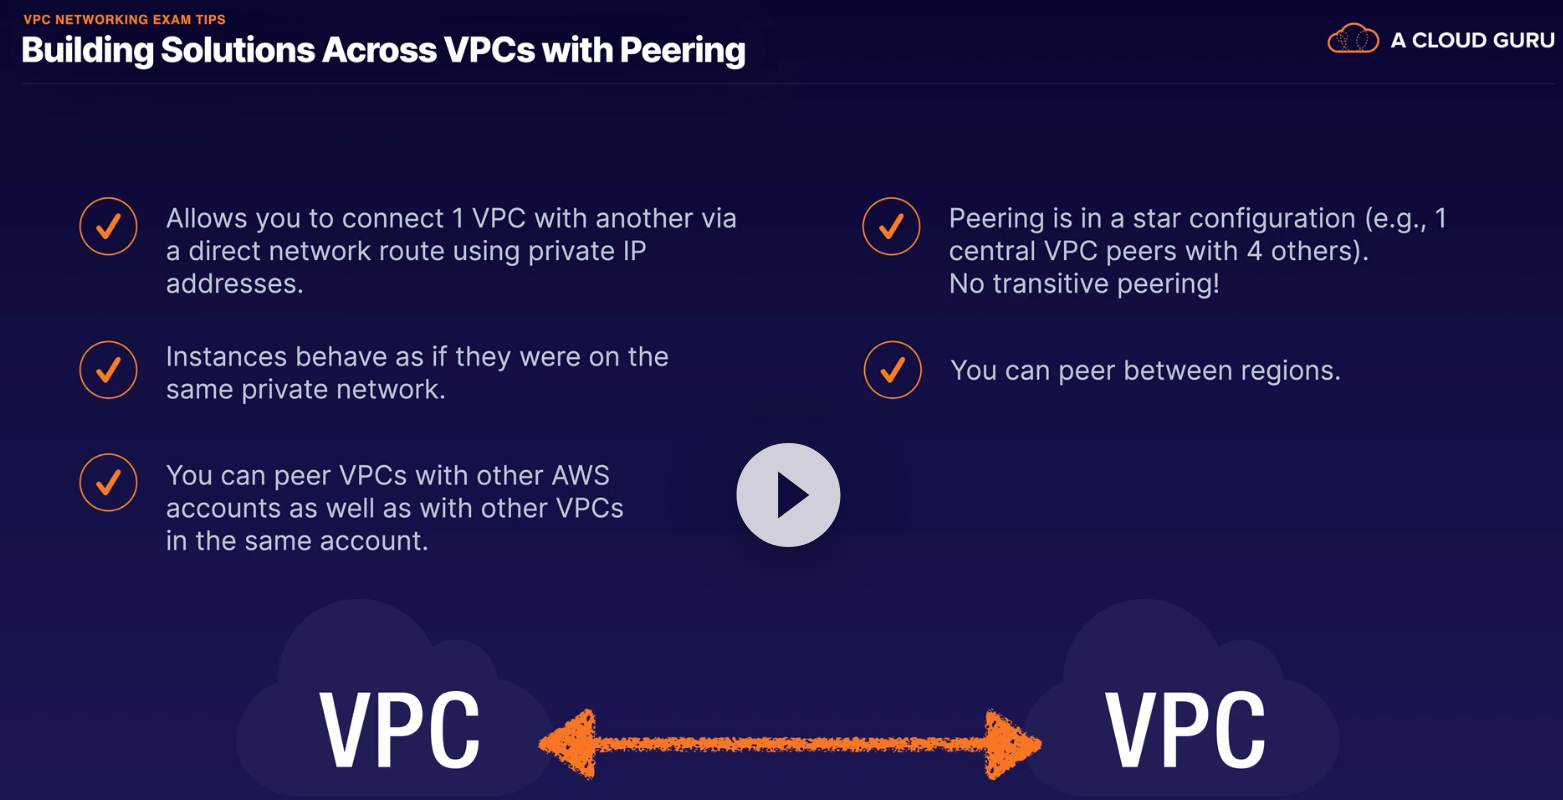 VPC NETWORKING EXAM TIPS
Building Solutions Across VPCs with Peering
A CLOUD GURU
Allows you to connect 1 VPC with another via
a direct network route using private IP
addresses.
Instances behave as if they were on the
same private network.
You can peer VPCs with other AWS
accounts as well as with other VPCs
in the same account.
Peering is in a star configuration (e.g., 1
central VPC peers with 4 others).
No transitive peering!
You can peer between regions.
VPC
VPC